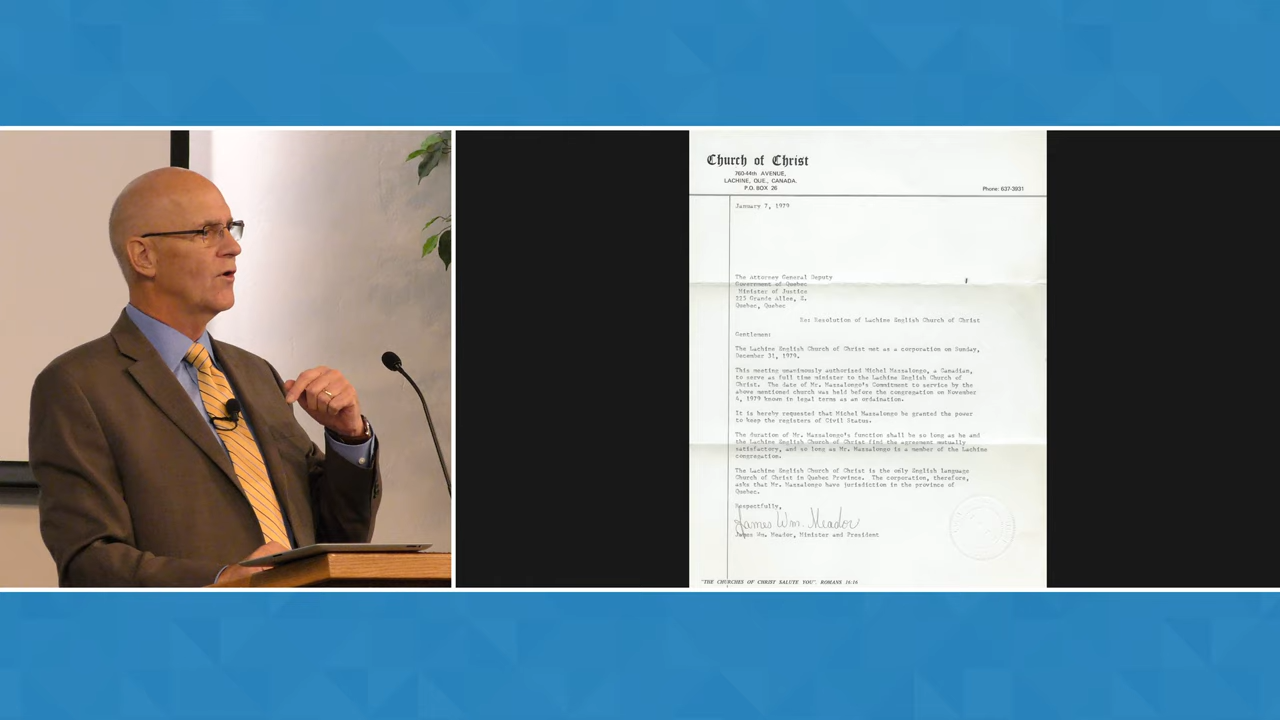 Church of Christ
760-44th AVENUE,
LACHINE, QUE., CANADA.
P.O. BOX 26
Phone: 637-3931
January 7, 1979
The Attorney General Deputy
Government of Quebec
Minister of Justice
225 Grande Allee, E.
Quebec, Quebec
Re: Resolution of Lachine English Church of Christ
Gentlemen:
The Lachine English Church of Christ met as a corporation on Sunday,
December 31, 1979.
This meeting unanimously authorized Michel Mazzalongo, a Canadian,
to serve as full time minister to the Lachine English Church of
Christ. The date of Mr. Mazzalongo's Commitment to service by the
above mentioned church was held before the congregation on November
4, 1979 known in legal terms as an ordaination.
It is hereby requested that Michel Mazzalongo be granted the power
to keep the registers of Civil Status.
The duration of Mr. Mazzalongo's function shall be so long as he and
the Lachine English Church of Christ find the agreement mutually
satisfactory, and so long as Mr. Mazzalongo is a member of the Lachine
congregation.
The Lachine English Church of Christ is the only English language
Church of Christ in Quebec Province. The corporation, therefore,
asks that Mr. Mazzalongo have jurisdiction in the province of
Quebec.
Respectfully,
James Wm. Meador
James Wm. Meador, Minister and President
"THE CHURCHES OF CHRIST SALUTE YOU". ROMANS 16:16